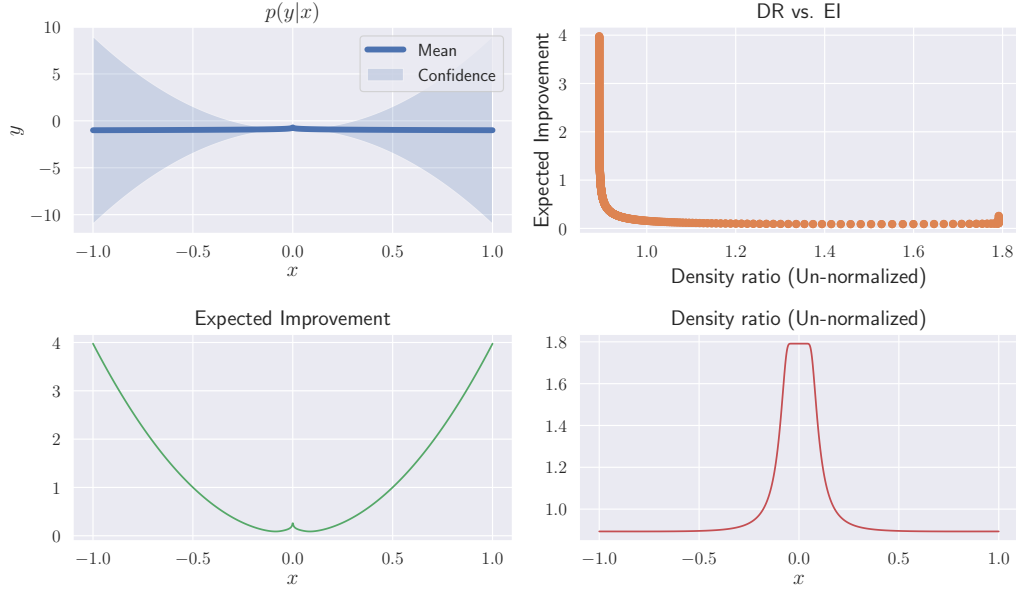 p(y|x)
10
5
0
−5
−10
y
Mean
Confidence
−1.0 −0.5 0.0 0.5 1.0
x
DR vs. EI
4
3
2
1
0
Expected Improvement
1.0 1.2 1.4 1.6 1.8
Density ratio (Un-normalized)
Expected Improvement
4
3
2
1
0
−1.0 −0.5 0.0 0.5 1.0
x
Density ratio (Un-normalized)
1.8
1.6
1.4
1.2
1.0
−1.0 −0.5 0.0 0.5 1.0
x